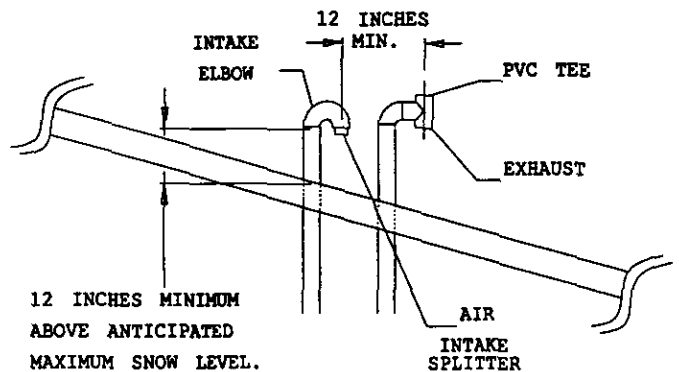 12 INCHES
MIN.
INTAKE
ELBOW
PVC TEE
EXHAUST
12 INCHES MINIMUM
ABOVE ANTICIPATED
MAXIMUM SNOW LEVEL.
AIR
INTAKE
SPLITTER